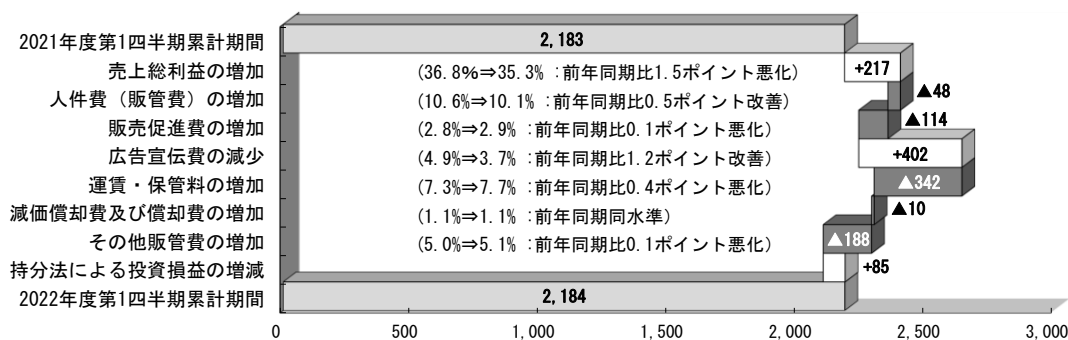 2021年度第1四半期累計期間 2,183
売上総利益の増加 (36.8%⇒35.3% :前年同期比1.5ポイント悪化) +217
人件費（販管費）の増加 (10.6%⇒10.1% :前年同期比0.5ポイント改善) ▲48
販売促進費の増加 (2.8%⇒2.9% :前年同期比0.1ポイント悪化) ▲114
広告宣伝費の減少 (4.9%⇒3.7% :前年同期比1.2ポイント改善) +402
運賃・保管料の増加 (7.3%⇒7.7% :前年同期比0.4ポイント悪化) ▲342
減価償却費及び償却費の増加 (1.1%⇒1.1% :前年同期同水準) ▲10
その他販管費の増加 (5.0%⇒5.1% :前年同期比0.1ポイント悪化) ▲188
持分法による投資損益の増減 +85
2022年度第1四半期累計期間 2,184
0 500 1,000 1,500 2,000 2,500 3,000